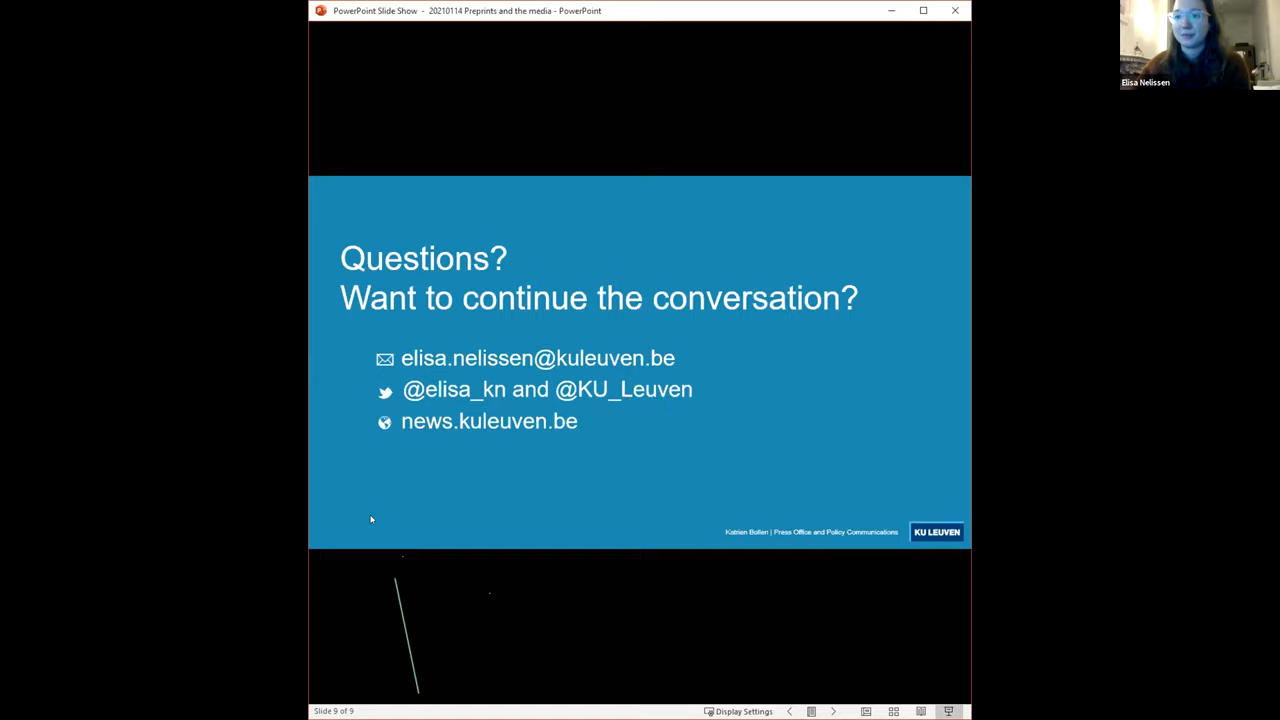 PowerPoint Slide Show - 20210114 Preprints and the media - PowerPoint
Elisa Nelissen
Questions?
Want to continue the conversation?
elisa.nelissen@kuleuven.be
@elisa_kn and @KU_Leuven
news.kuleuven.be
Katrien Bollen | Press Office and Policy Communications
KU LEUVEN
Slide 9 of 9
Display Settings